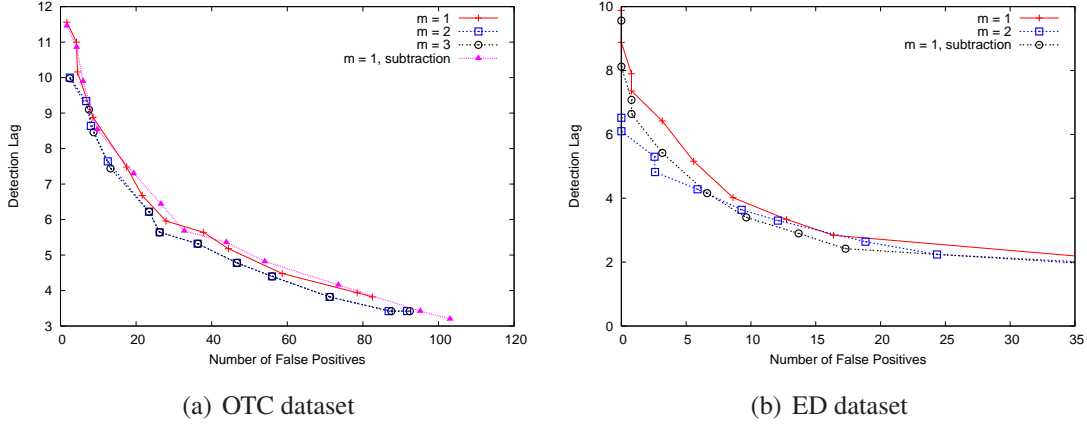 12
11
10
9
8
7
6
5
4
3
Detection Lag
0 20 40 60 80 100 120
Number of False Positives
m = 1
m = 2
m = 3
m = 1, subtraction
(a) OTC dataset
10
8
6
4
2
0
Detection Lag
0 5 10 15 20 25 30 35
Number of False Positives
m = 1
m = 2
m = 1, subtraction
(b) ED dataset